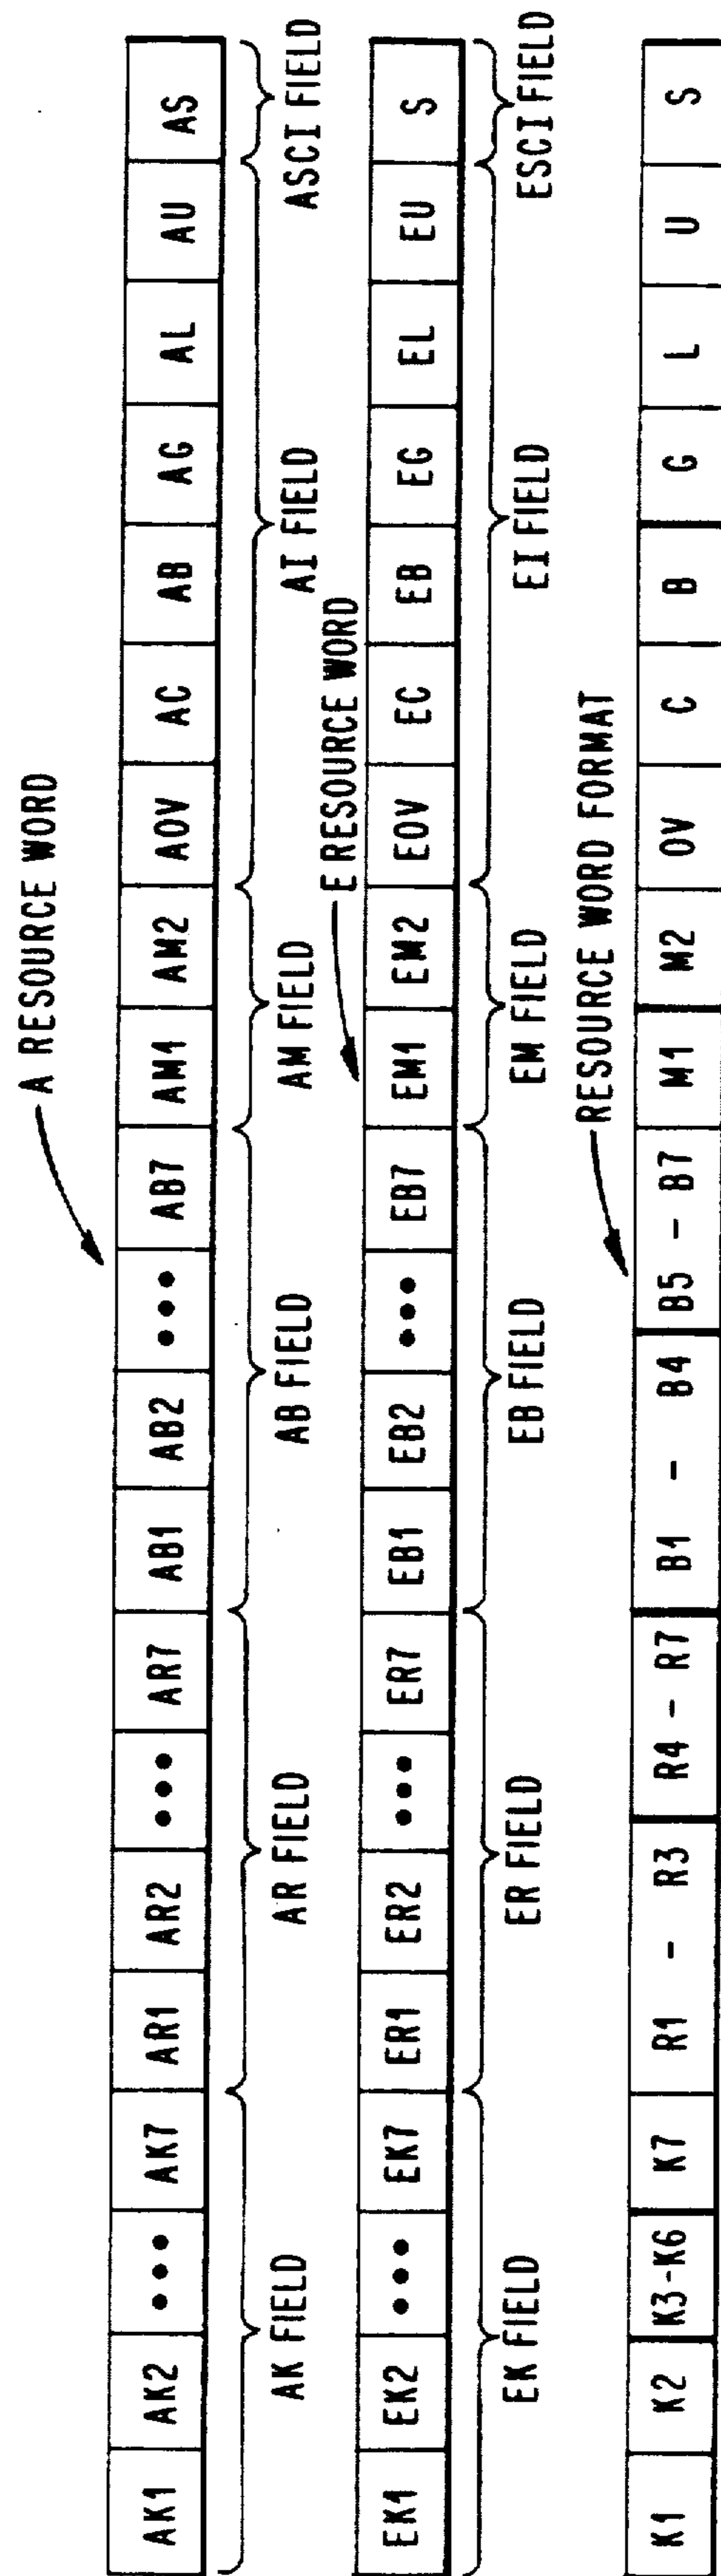 A RESOURCE WORD
AK1 AK2 ••• AK7 AR1 AR2 ••• AR7 AB1 AB2 ••• AB7 AM1 AM2 AOV AC AB AG AL AU AS
AK FIELD AR FIELD AB FIELD AM FIELD AI FIELD ASCI FIELD
E RESOURCE WORD
EK1 EK2 ••• EK7 ER1 ER2 ••• ER7 EB1 EB2 ••• EB7 EM1 EM2 EOV EC EB EG EL EU S
EK FIELD ER FIELD EB FIELD EM FIELD EI FIELD ESCI FIELD
RESOURCE WORD FORMAT
K1 K2 K3-K6 K7 R1 - R3 R4 - R7 B1 - B4 B5 - B7 M1 M2 OV C B G L U S